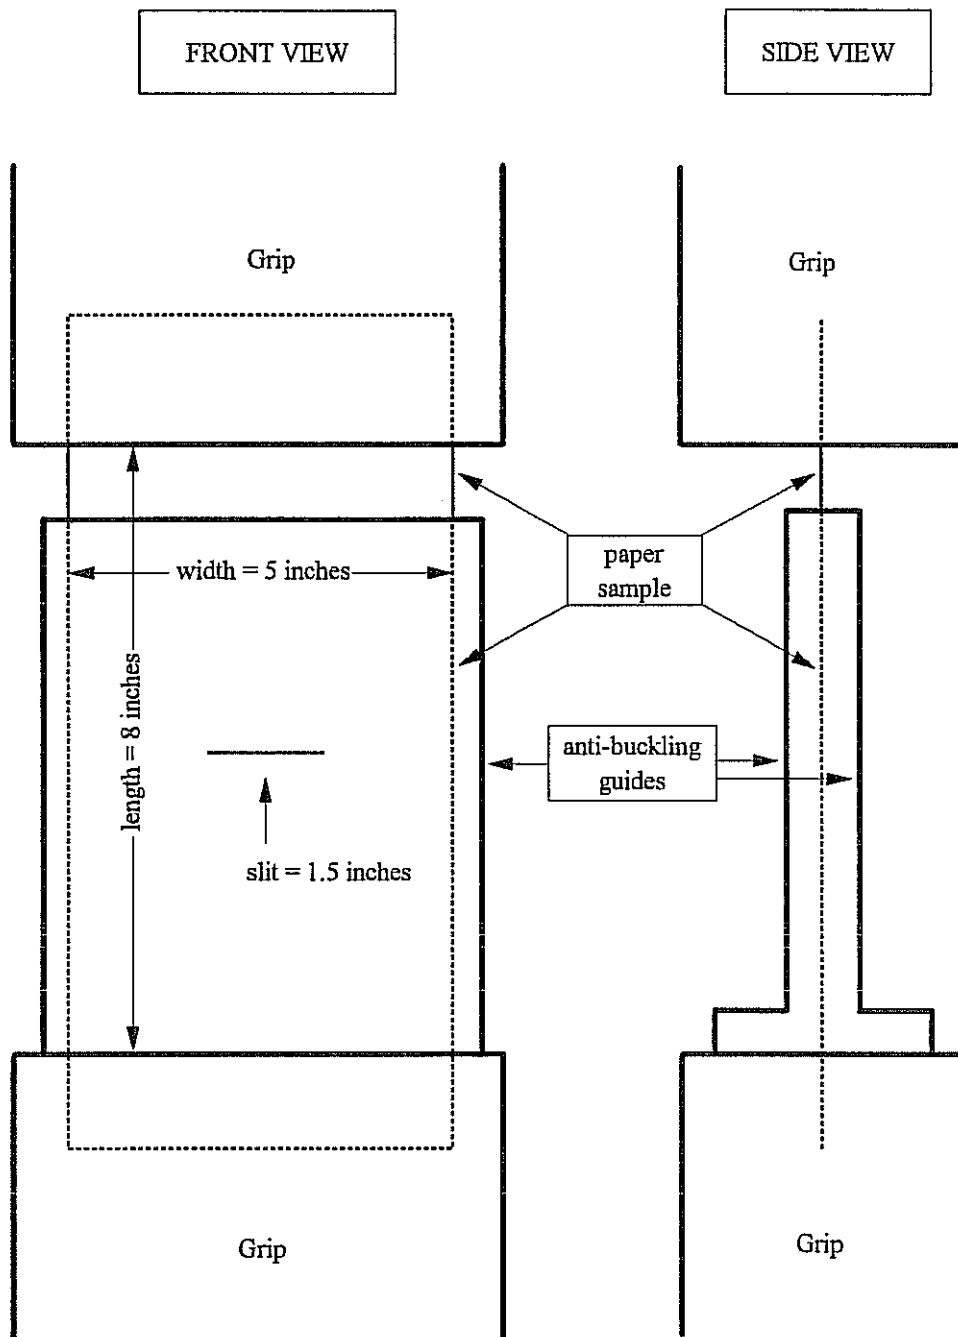 FRONT VIEW
SIDE VIEW
Grip
Grip
width = 5 inches
paper
sample
length = 8 inches
anti-buckling
guides
slit = 1.5 inches
Grip
Grip